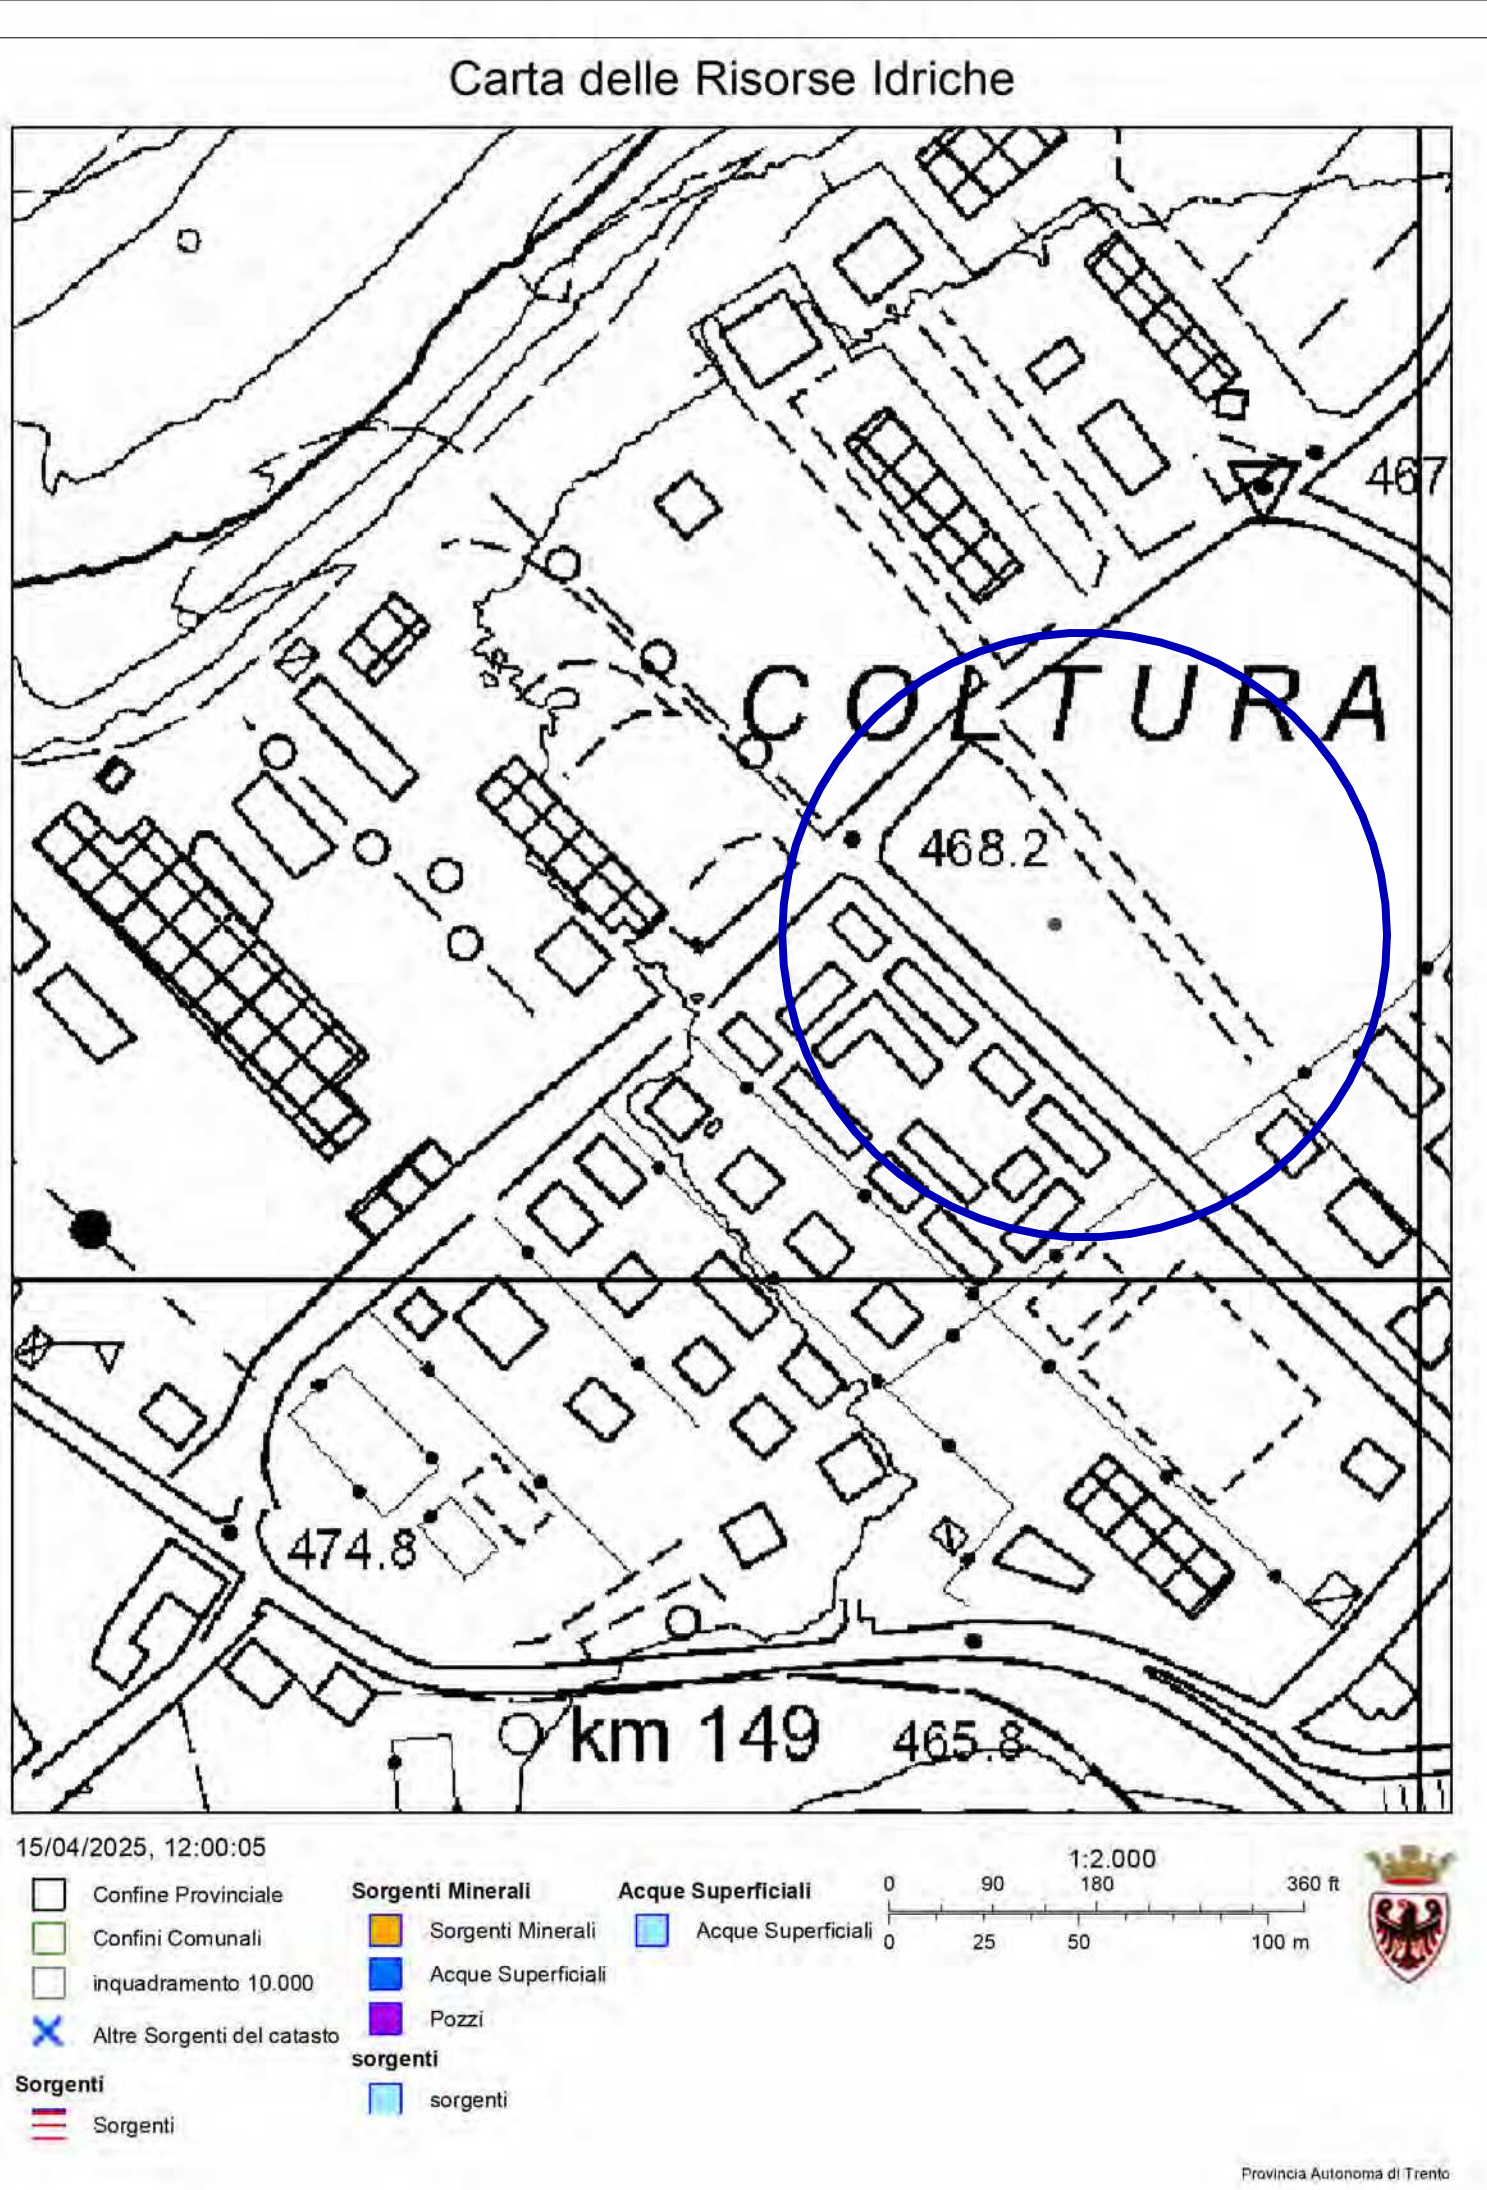 Carta delle Risorse Idriche
467
COLTURA
468.2
474.8
km 149
465.8
15/04/2025, 12:00:05
Confine Provinciale
Confini Comunali
inquadramento 10.000
Altre Sorgenti del catasto
Sorgenti
Sorgenti
Sorgenti Minerali
Sorgenti Minerali
Acque Superficiali
Pozzi
sorgenti
sorgenti
Acque Superficiali
Acque Superficiali
1:2.000
0 90 180 360 ft
0 25 50 100 m
Provincia Autonoma di Trento